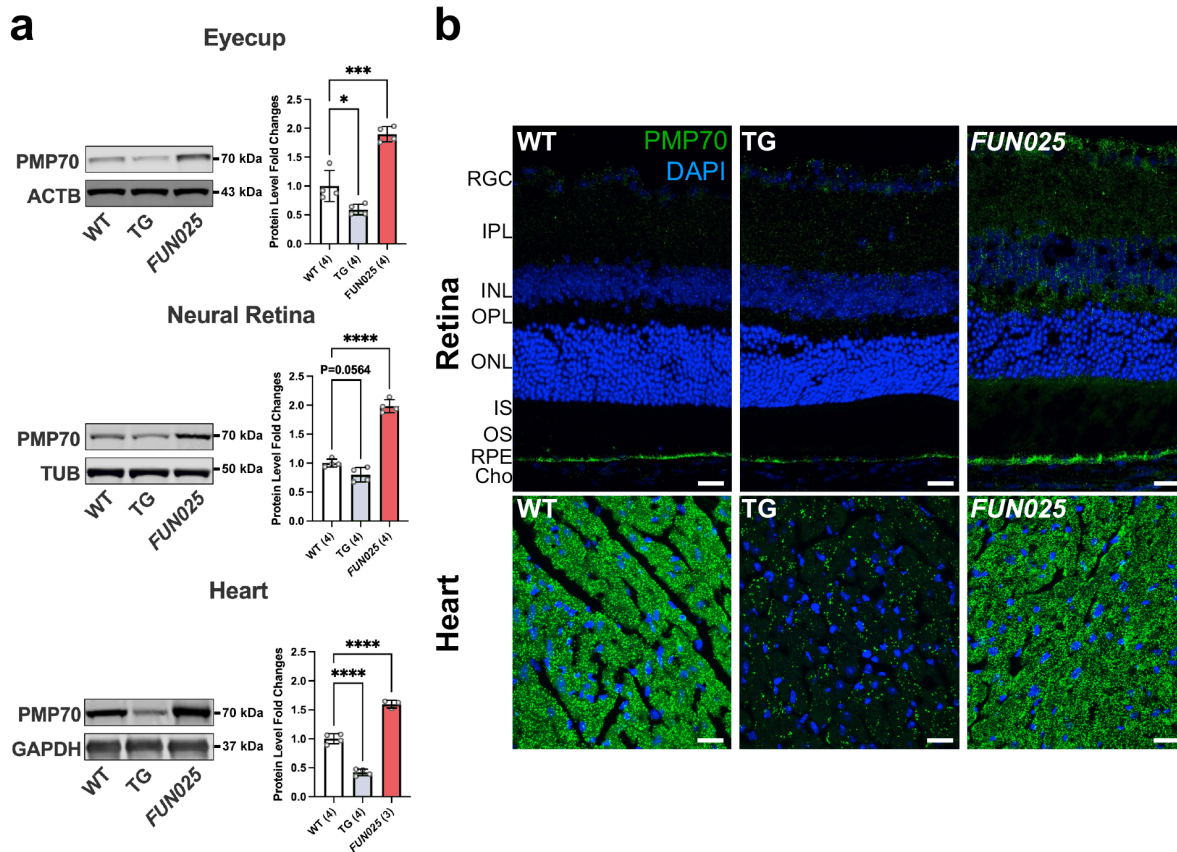 a
Eyecup
PMP70
70 kDa
ACTB
43 kDa
WT
TG
FUN025
Protein Level Fold Changes
2.5
2.0
1.5
1.0
0.5
0.0
***
*
WT (4)
TG (4)
FUN025 (4)
Neural Retina
PMP70
70 kDa
TUB
50 kDa
WT
TG
FUN025
Protein Level Fold Changes
2.5
2.0
1.5
1.0
0.5
0.0
****
P=0.0564
WT (4)
TG (4)
FUN025 (4)
Heart
PMP70
70 kDa
GAPDH
37 kDa
WT
TG
FUN025
Protein Level Fold Changes
2.5
2.0
1.5
1.0
0.5
0.0
****
****
WT (4)
TG (4)
FUN025 (3)
b
Retina
RGC
IPL
INL
OPL
ONL
IS
OS
RPE
Cho
WT
PMP70
DAPI
TG
FUN025
Heart
WT
TG
FUN025